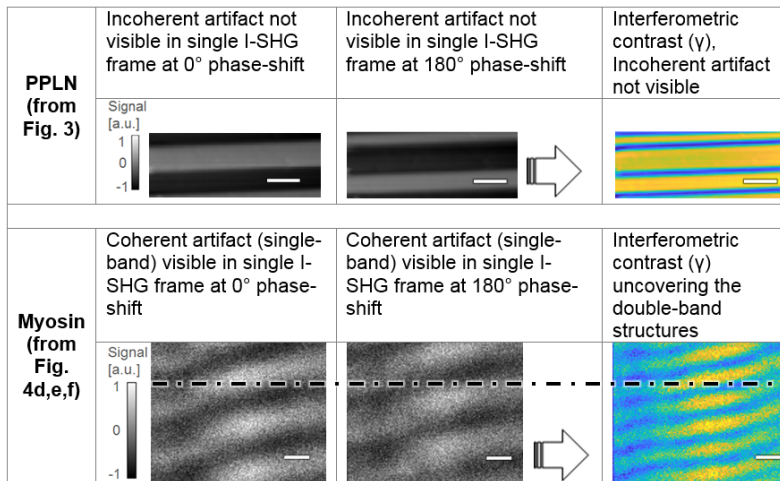 Incoherent artifact not
visible in single I-SHG
frame at 0° phase-shift
Incoherent artifact not
visible in single I-SHG
frame at 180° phase-shift
Interferometric
contrast (γ),
Incoherent artifact
not visible
PPLN
(from
Fig. 3)
Signal
[a.u.]
1
0
-1
Coherent artifact (single-
band) visible in single I-
SHG frame at 0° phase-
shift
Coherent artifact (single-
band) visible in single I-
SHG frame at 180° phase-
shift
Interferometric
contrast (γ)
uncovering the
double-band
structures
Myosin
(from
Fig.
4d,e,f)
Signal
[a.u.]
1
0
-1